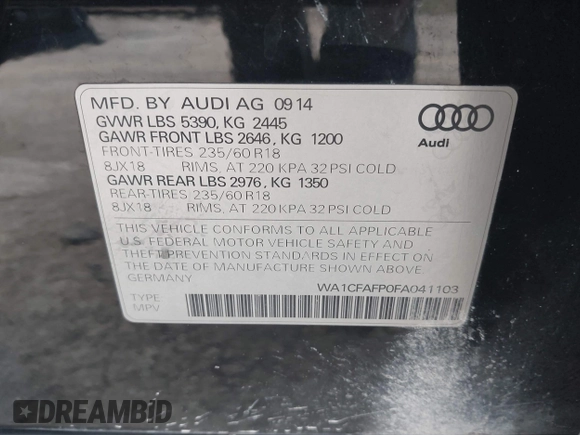 MFD. BY AUDI AG 09 14
GVWR LBS 5390, KG 2445
GAWR FRONT LBS 2646, KG 1200
FRONT-TIRES 235/60 R18
8JX18 RIMS, AT 220 KPA 32 PSI COLD
GAWR REAR LBS 2976, KG 1350
REAR-TIRES 235/60 R18
8JX18 RIMS, AT 220 KPA 32 PSI COLD
Audi
THIS VEHICLE CONFORMS TO ALL APPLICABLE
U.S. FEDERAL MOTOR VEHICLE SAFETY AND
THEFT PREVENTION STANDARDS IN EFFECT ON
THE DATE OF MANUFACTURE SHOWN ABOVE.
GERMANY
WA1CFAFP0FA041103
TYPE
MPV
DREAMBID